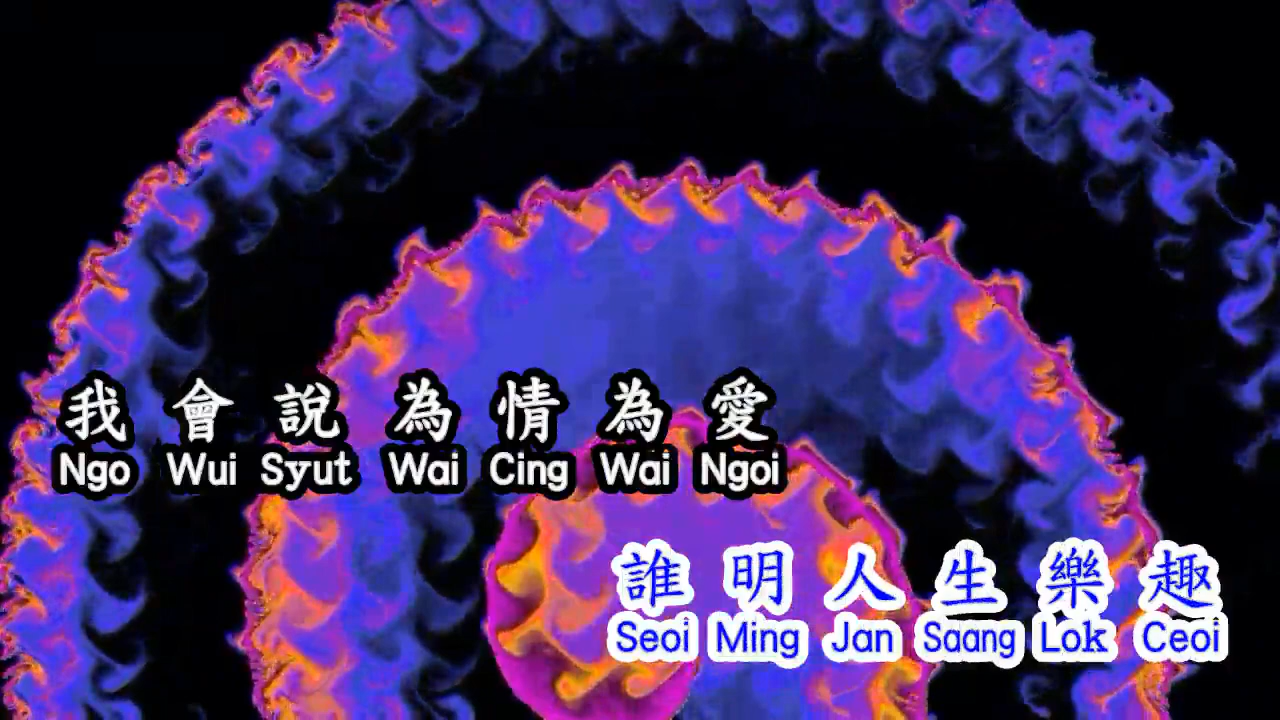 我 會 說 為 情 為 愛
Ngo Wui Syut Wai Cing Wai Ngoi
誰 明 人 生 樂 趣
Seoi Ming Jan Saang Lok Ceoi